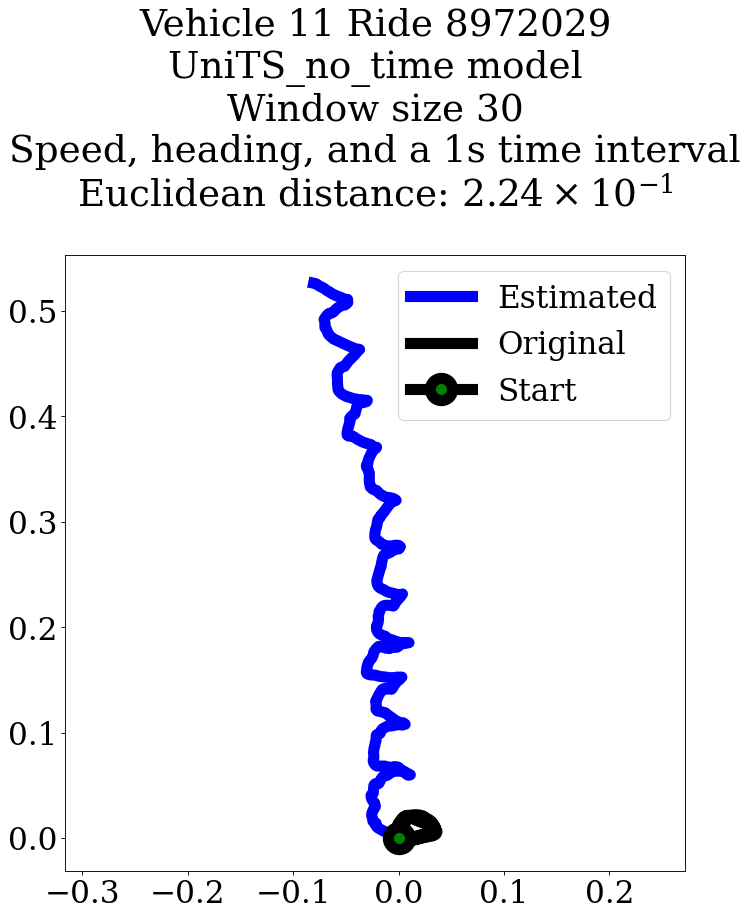 Vehicle 11 Ride 8972029
UniTS_no_time model
Window size 30
Speed, heading, and a 1s time interval
Euclidean distance: 2.24 × 10⁻¹
Estimated
Original
Start
0.5
0.4
0.3
0.2
0.1
0.0
−0.3 −0.2 −0.1 0.0 0.1 0.2